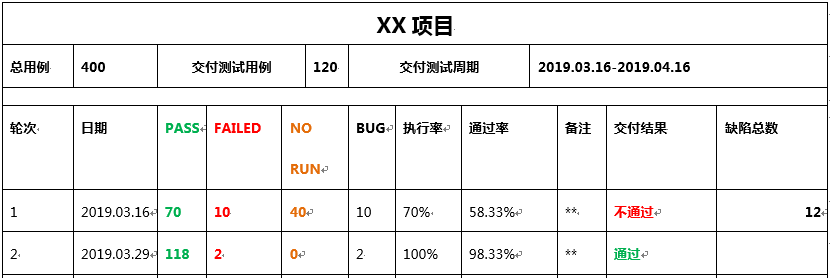 XX 项目
总用例 400 交付测试用例 120 交付测试周期 2019.03.16-2019.04.16
轮次 日期 PASS FAILED NO RUN BUG 执行率 通过率 备注 交付结果 缺陷总数
1 2019.03.16 70 10 40 10 70% 58.33% ** 不通过 12
2 2019.03.29 118 2 0 2 100% 98.33% ** 通过